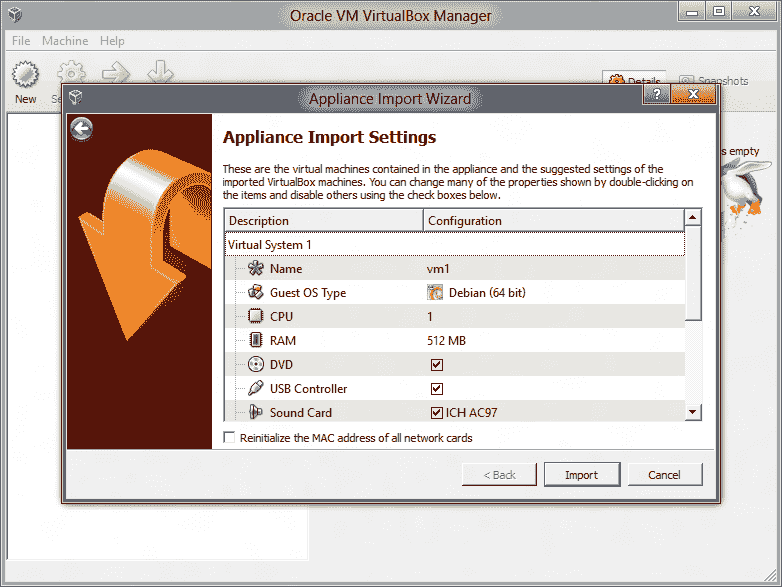 Oracle VM VirtualBox Manager
File Machine Help
New
Details
Snapshots
Appliance Import Wizard
?
Appliance Import Settings
s empty
These are the virtual machines contained in the appliance and the suggested settings of the
imported VirtualBox machines. You can change many of the properties shown by double-clicking on
the items and disable others using the check boxes below.
Description Configuration
Virtual System 1
Name vm1
Guest OS Type Debian (64 bit)
CPU 1
RAM 512 MB
DVD
USB Controller
Sound Card ICH AC97
Reinitialize the MAC address of all network cards
< Back Import Cancel